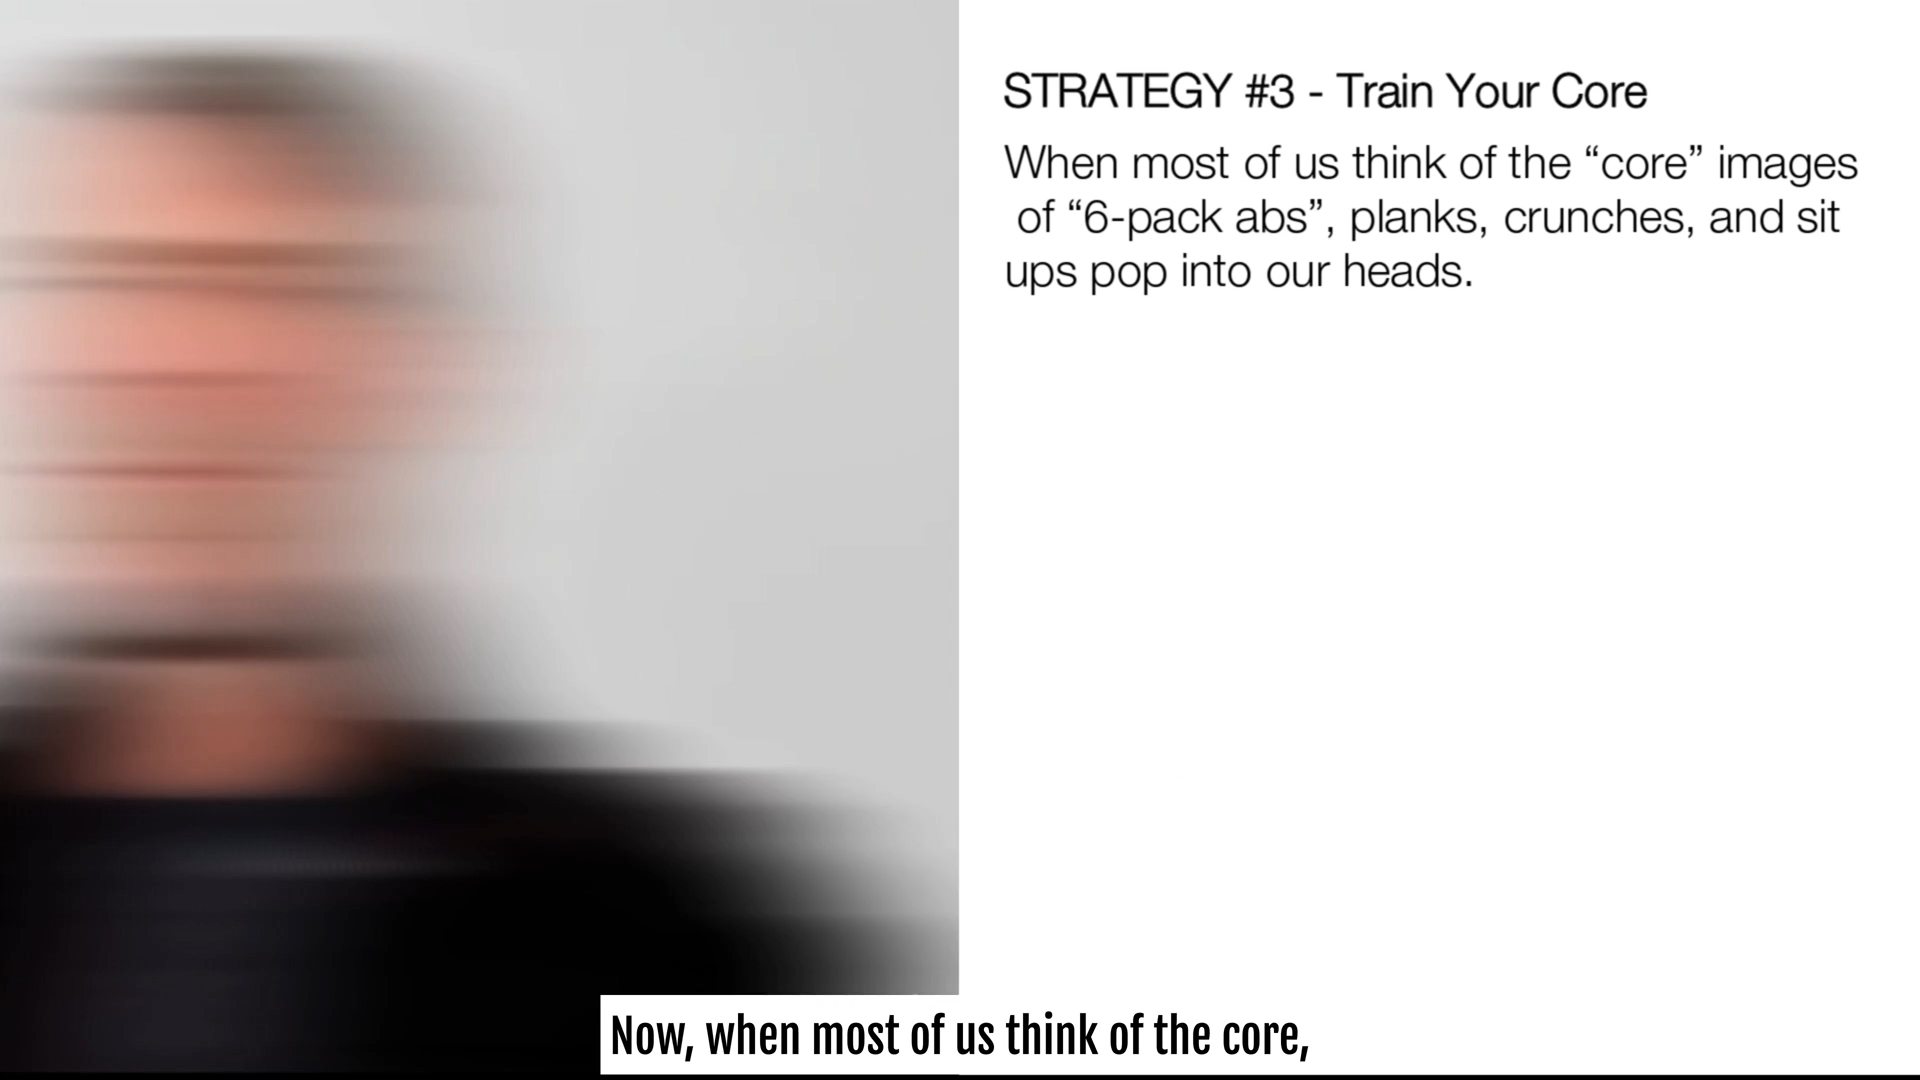 STRATEGY #3 - Train Your Core
When most of us think of the “core” images
of “6-pack abs”, planks, crunches, and sit
ups pop into our heads.
Now, when most of us think of the core,